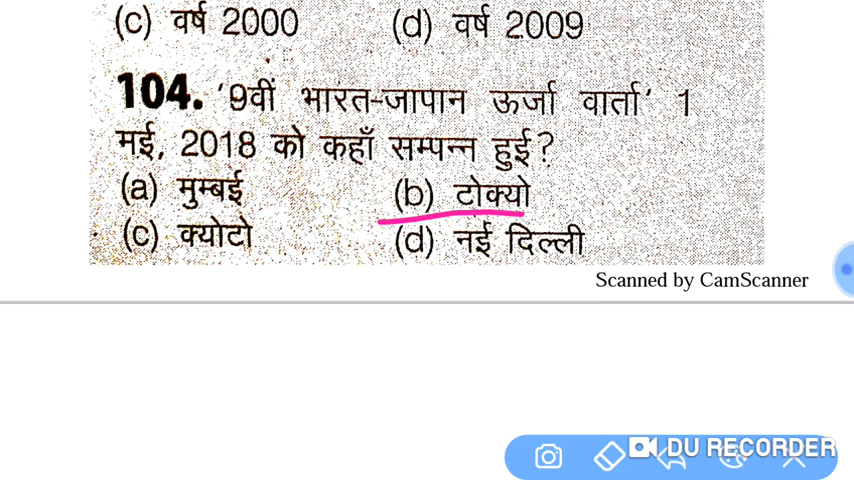 (c) वर्ष 2000 (d) वर्ष 2009
104. '9वीं भारत-जापान ऊर्जा वार्ता' 1
मई, 2018 को कहाँ सम्पन्न हुई?
(a) मुम्बई (b) टोक्यो
(c) क्योटो (d) नई दिल्ली
Scanned by CamScanner
DU RECORDER